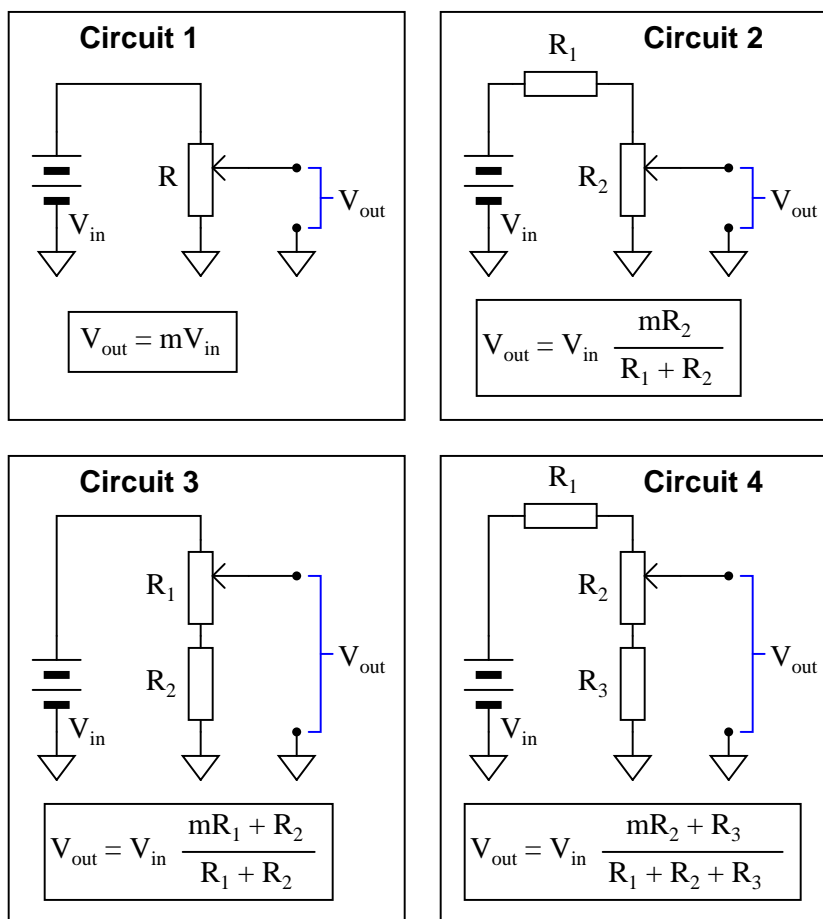 Circuit 1
R
V_in
V_out
V_out = mV_in
Circuit 2
R_1
R_2
V_in
V_out
V_out = V_in mR_2 / (R_1 + R_2)
Circuit 3
R_1
R_2
V_in
V_out
V_out = V_in (mR_1 + R_2) / (R_1 + R_2)
Circuit 4
R_1
R_2
R_3
V_in
V_out
V_out = V_in (mR_2 + R_3) / (R_1 + R_2 + R_3)